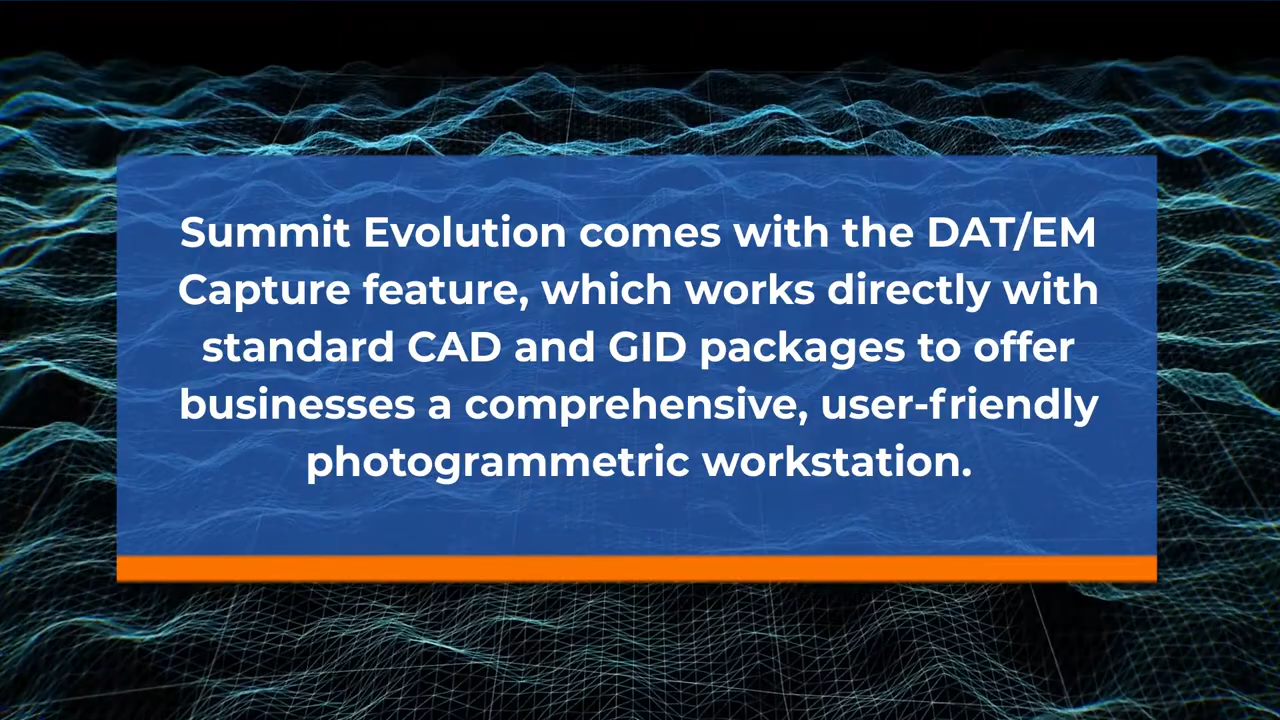 Summit Evolution comes with the DAT/EM
Capture feature, which works directly with
standard CAD and GID packages to offer
businesses a comprehensive, user-friendly
photogrammetric workstation.